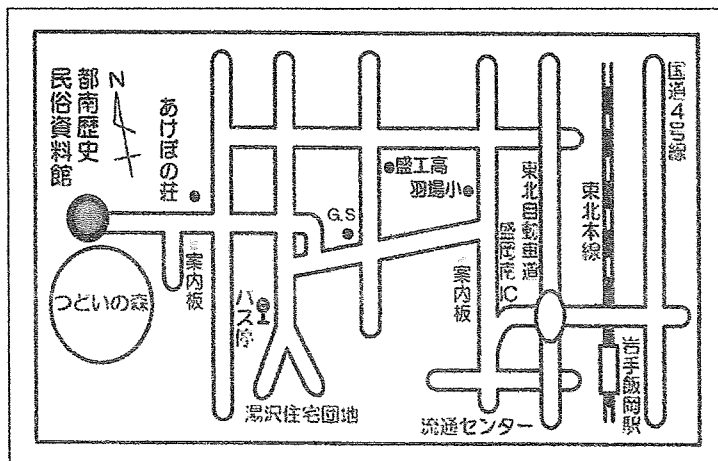 都南歴史
民俗資料館
N
あけぼの荘
つどいの森
案内板
バス停
G.S
盛工高
羽場小
湯沢住宅団地
案内板
盛岡南IC
東北自動車道
流通センター
東北本線
岩手飯岡駅
国道4号線